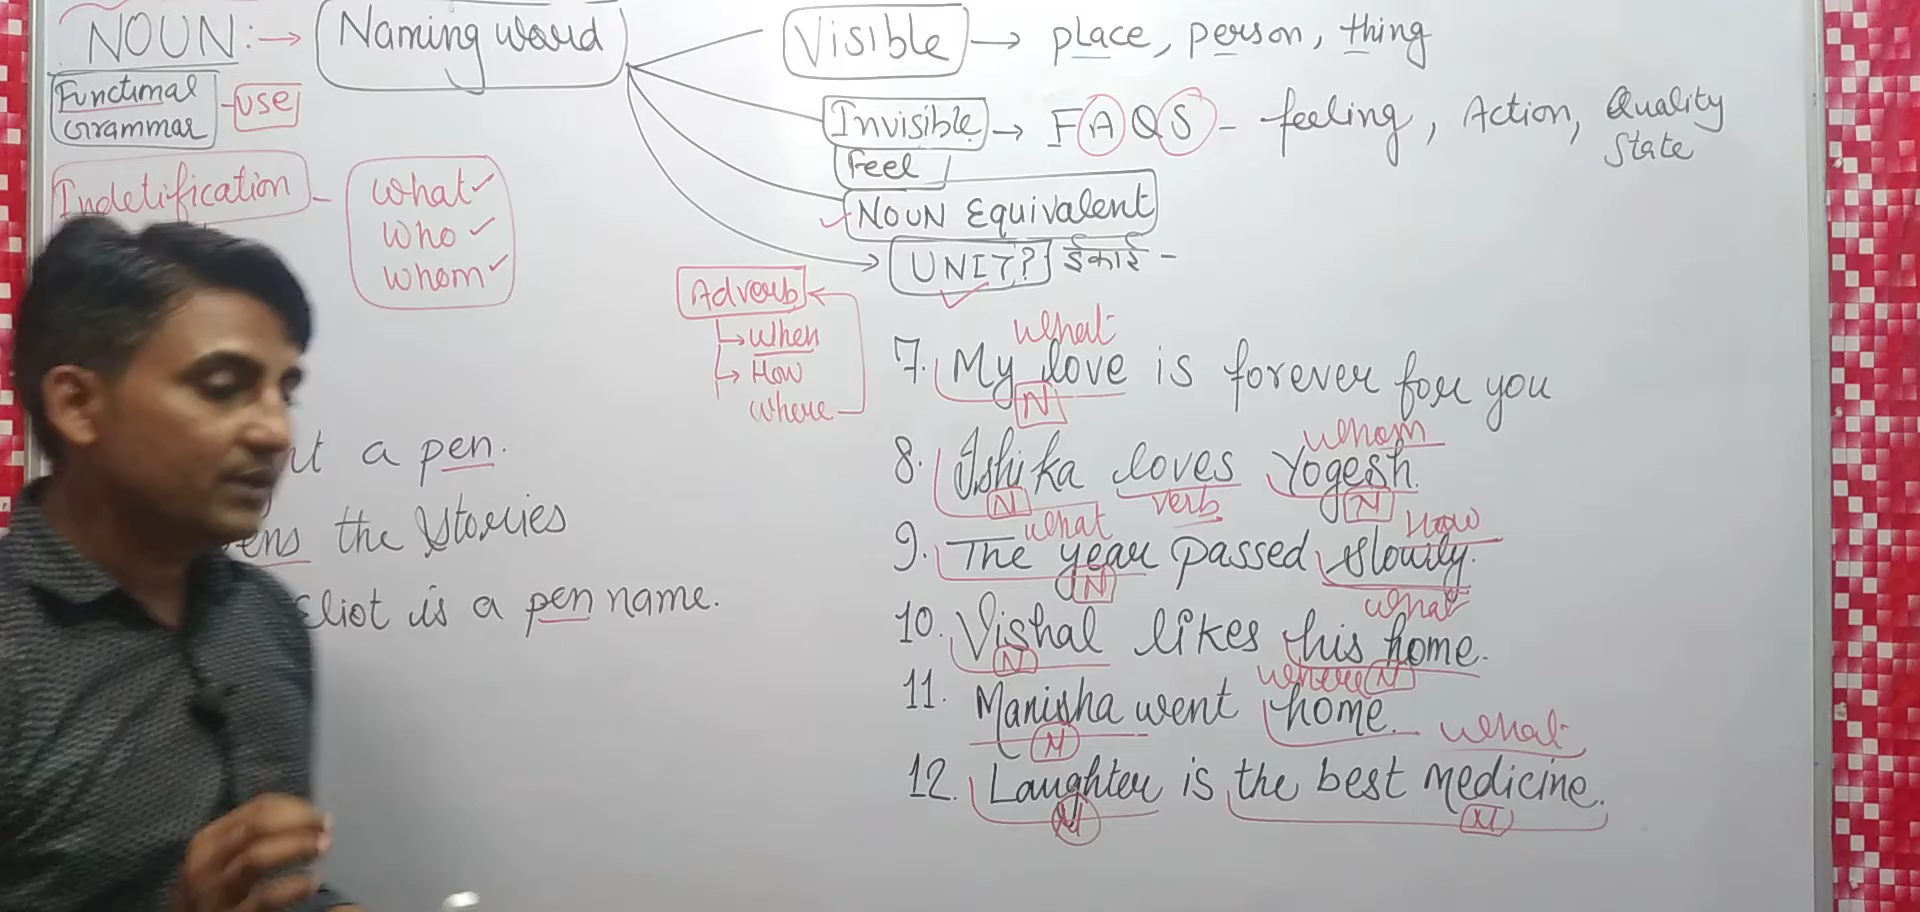 NOUN:→ Naming word
Visible → place, person, thing
Functional Grammar - USE
Invisible → FAQS - feeling, Action, Quality
State
Feel
Indetification - what ✓
who ✓
whom ✓
NOUN Equivalent
UNIT? ईकाई -
Adverb
when
How
where
what
7. My love is forever for you
N
whom
8. Ishika loves Yogesh.
N verb N
what How
9. The year passed slowly.
N
what
10. Vishal likes this home.
N N
where
11. Manisha went home.
N
what
12. Laughter is the best medicine.
N N
a pen.
the stories
Eliot is a pen name.